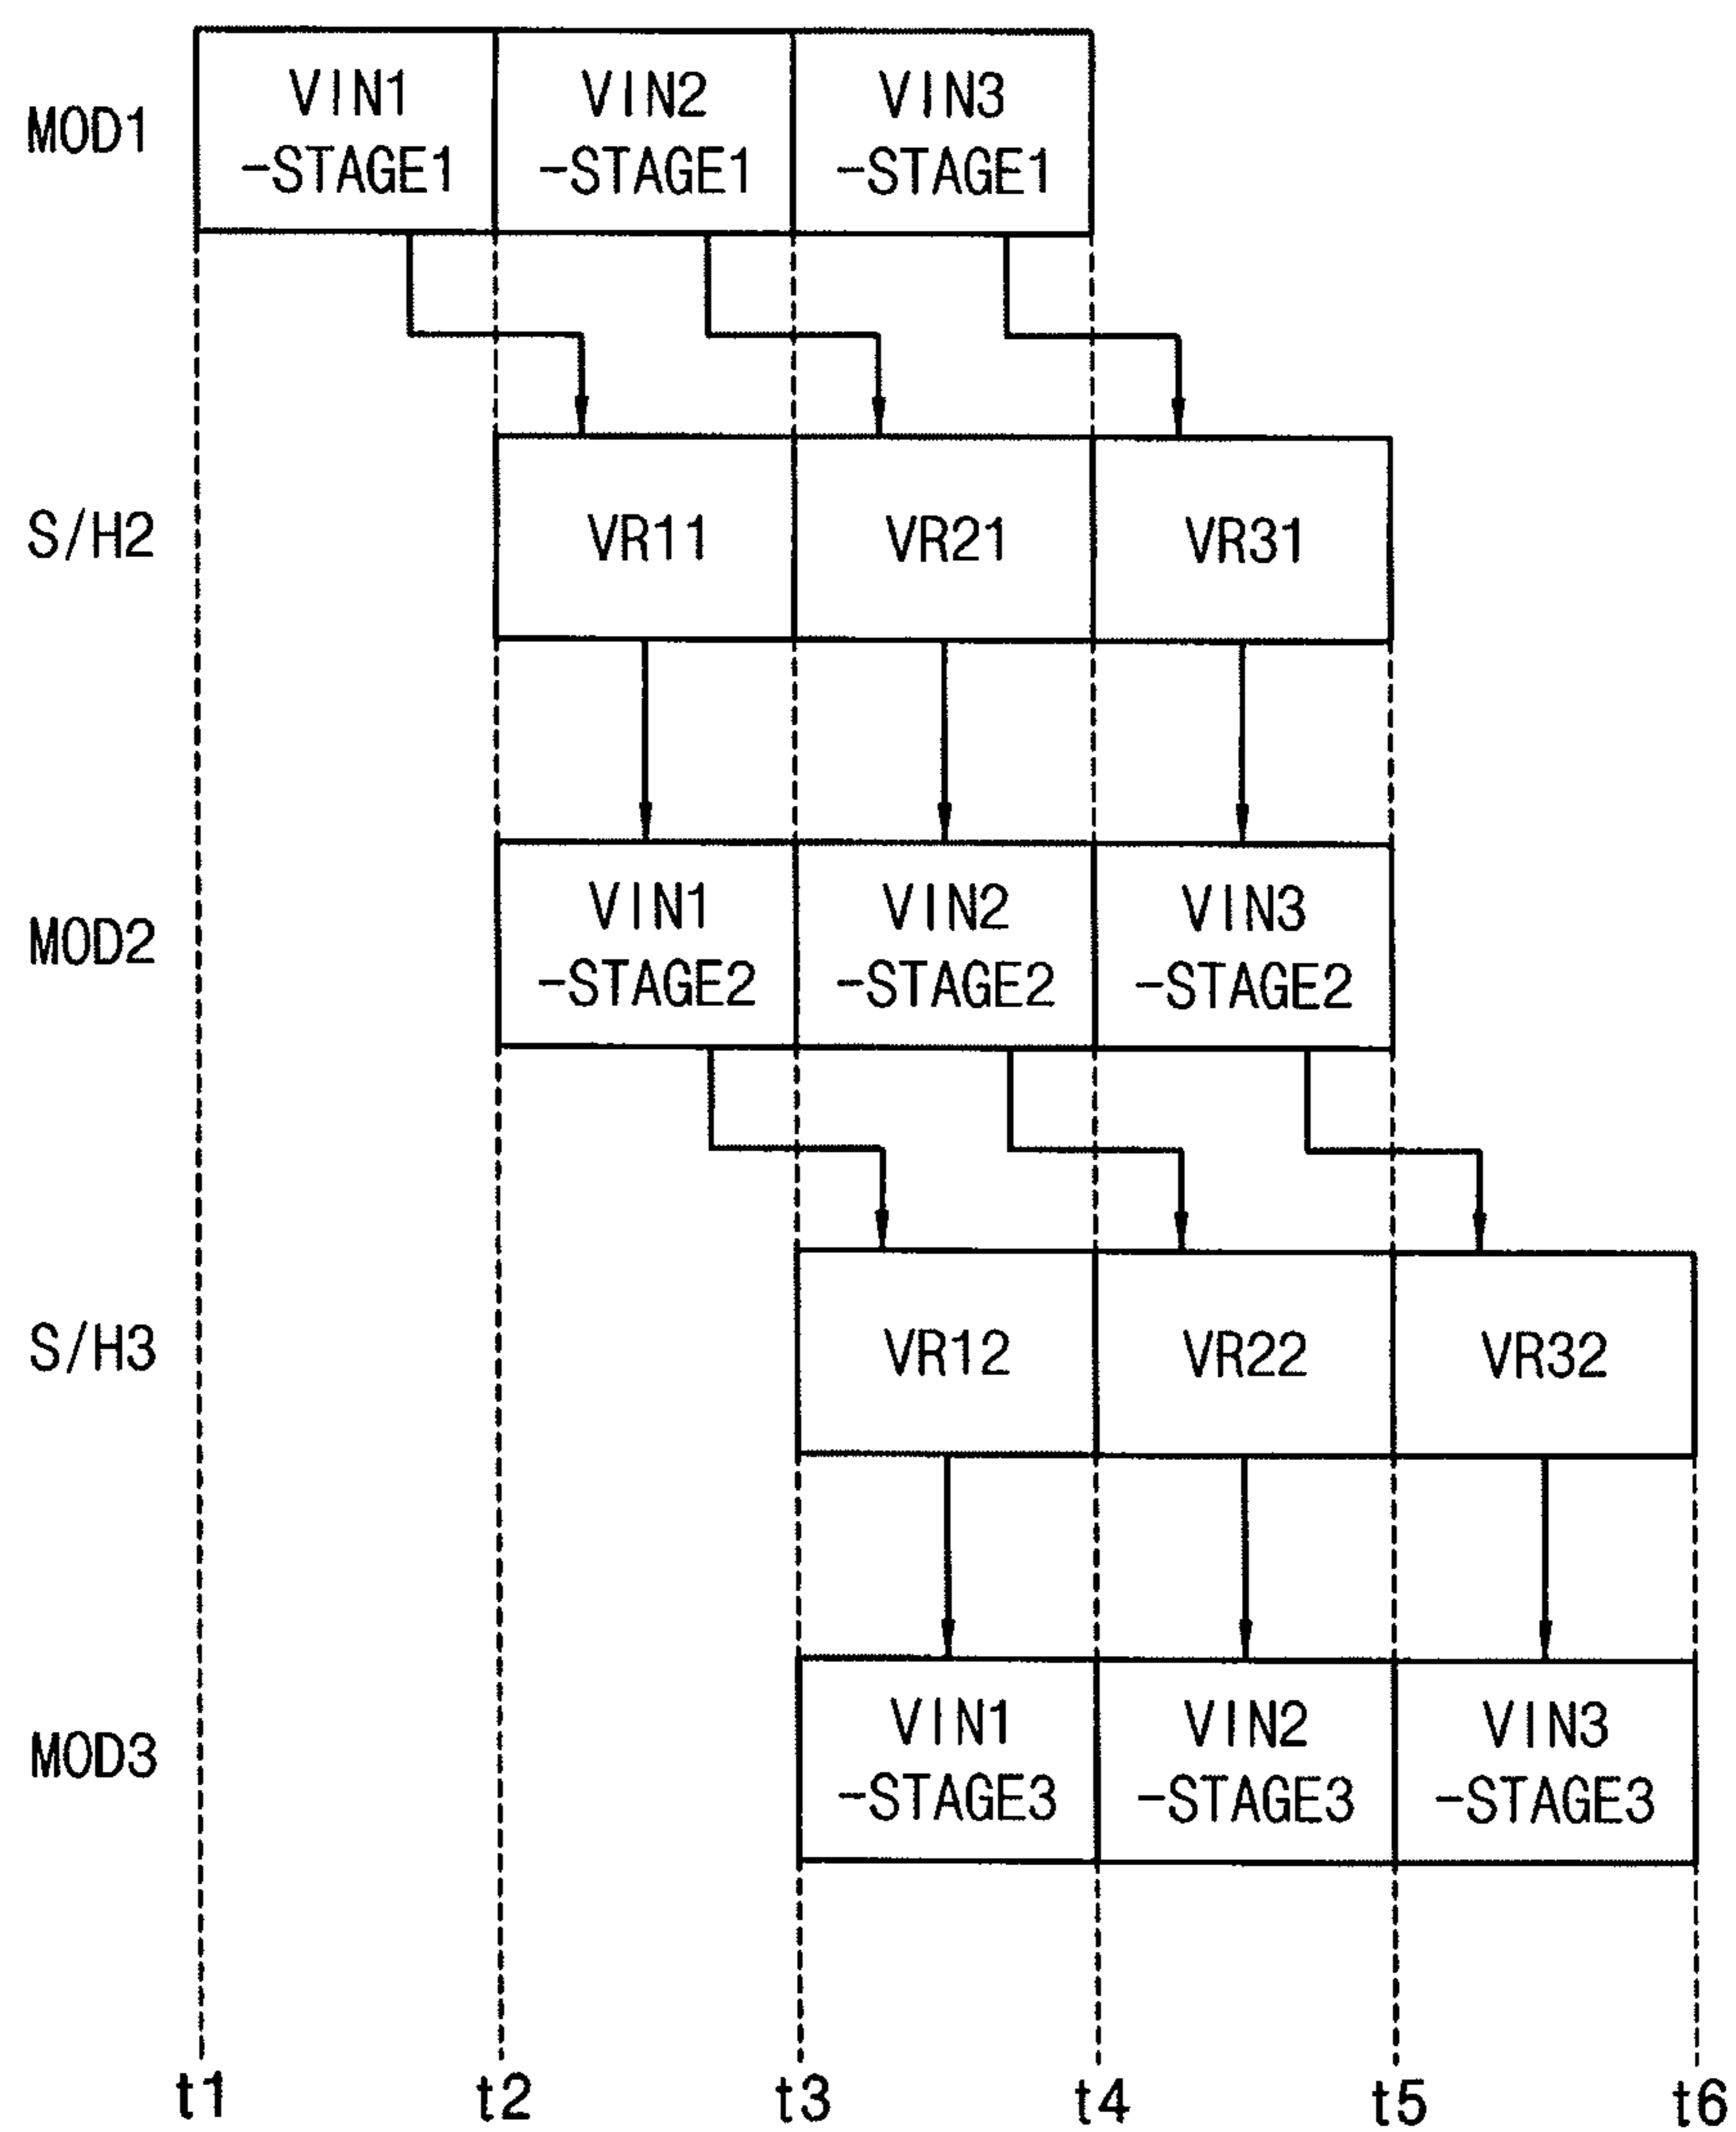 MOD1
VIN1
-STAGE1
VIN2
-STAGE1
VIN3
-STAGE1
S/H2
VR11
VR21
VR31
MOD2
VIN1
-STAGE2
VIN2
-STAGE2
VIN3
-STAGE2
S/H3
VR12
VR22
VR32
MOD3
VIN1
-STAGE3
VIN2
-STAGE3
VIN3
-STAGE3
t1 t2 t3 t4 t5 t6